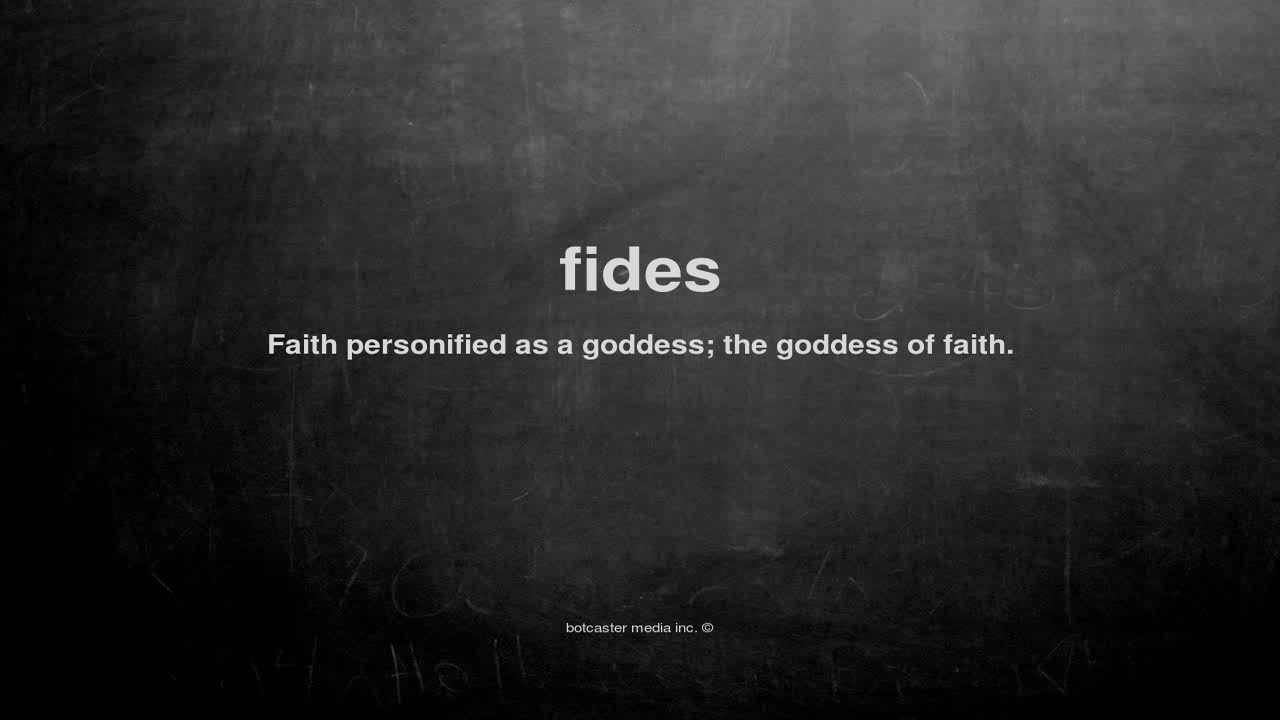 fides
Faith personified as a goddess; the goddess of faith.
botcaster media inc. ©